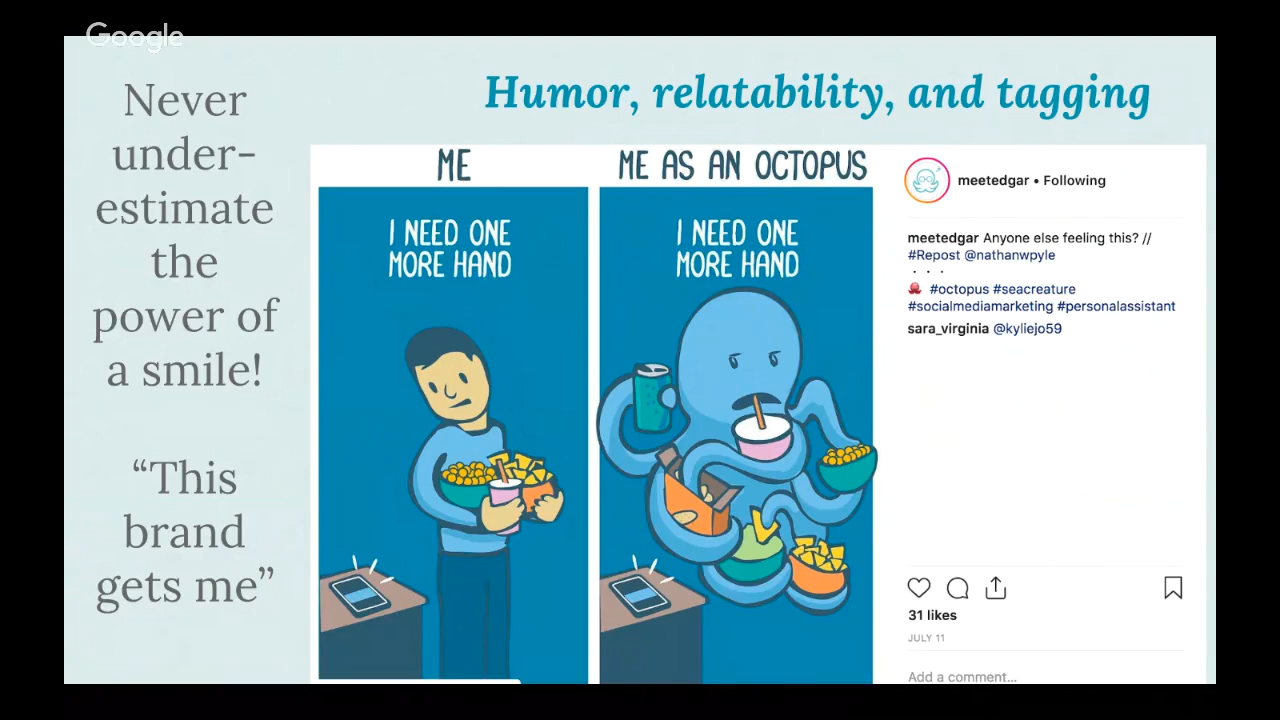 Google
Humor, relatability, and tagging
Never
under-
estimate
the
power of
a smile!
“This
brand
gets me”
ME
I NEED ONE
MORE HAND
ME AS AN OCTOPUS
I NEED ONE
MORE HAND
meetedgar • Following
meetedgar Anyone else feeling this? //
#Repost @nathanwpyle
・・・
🐙 #octopus #seacreature
#socialmediamarketing #personalassistant
sara_virginia @kyliejo59
31 likes
JULY 11
Add a comment...